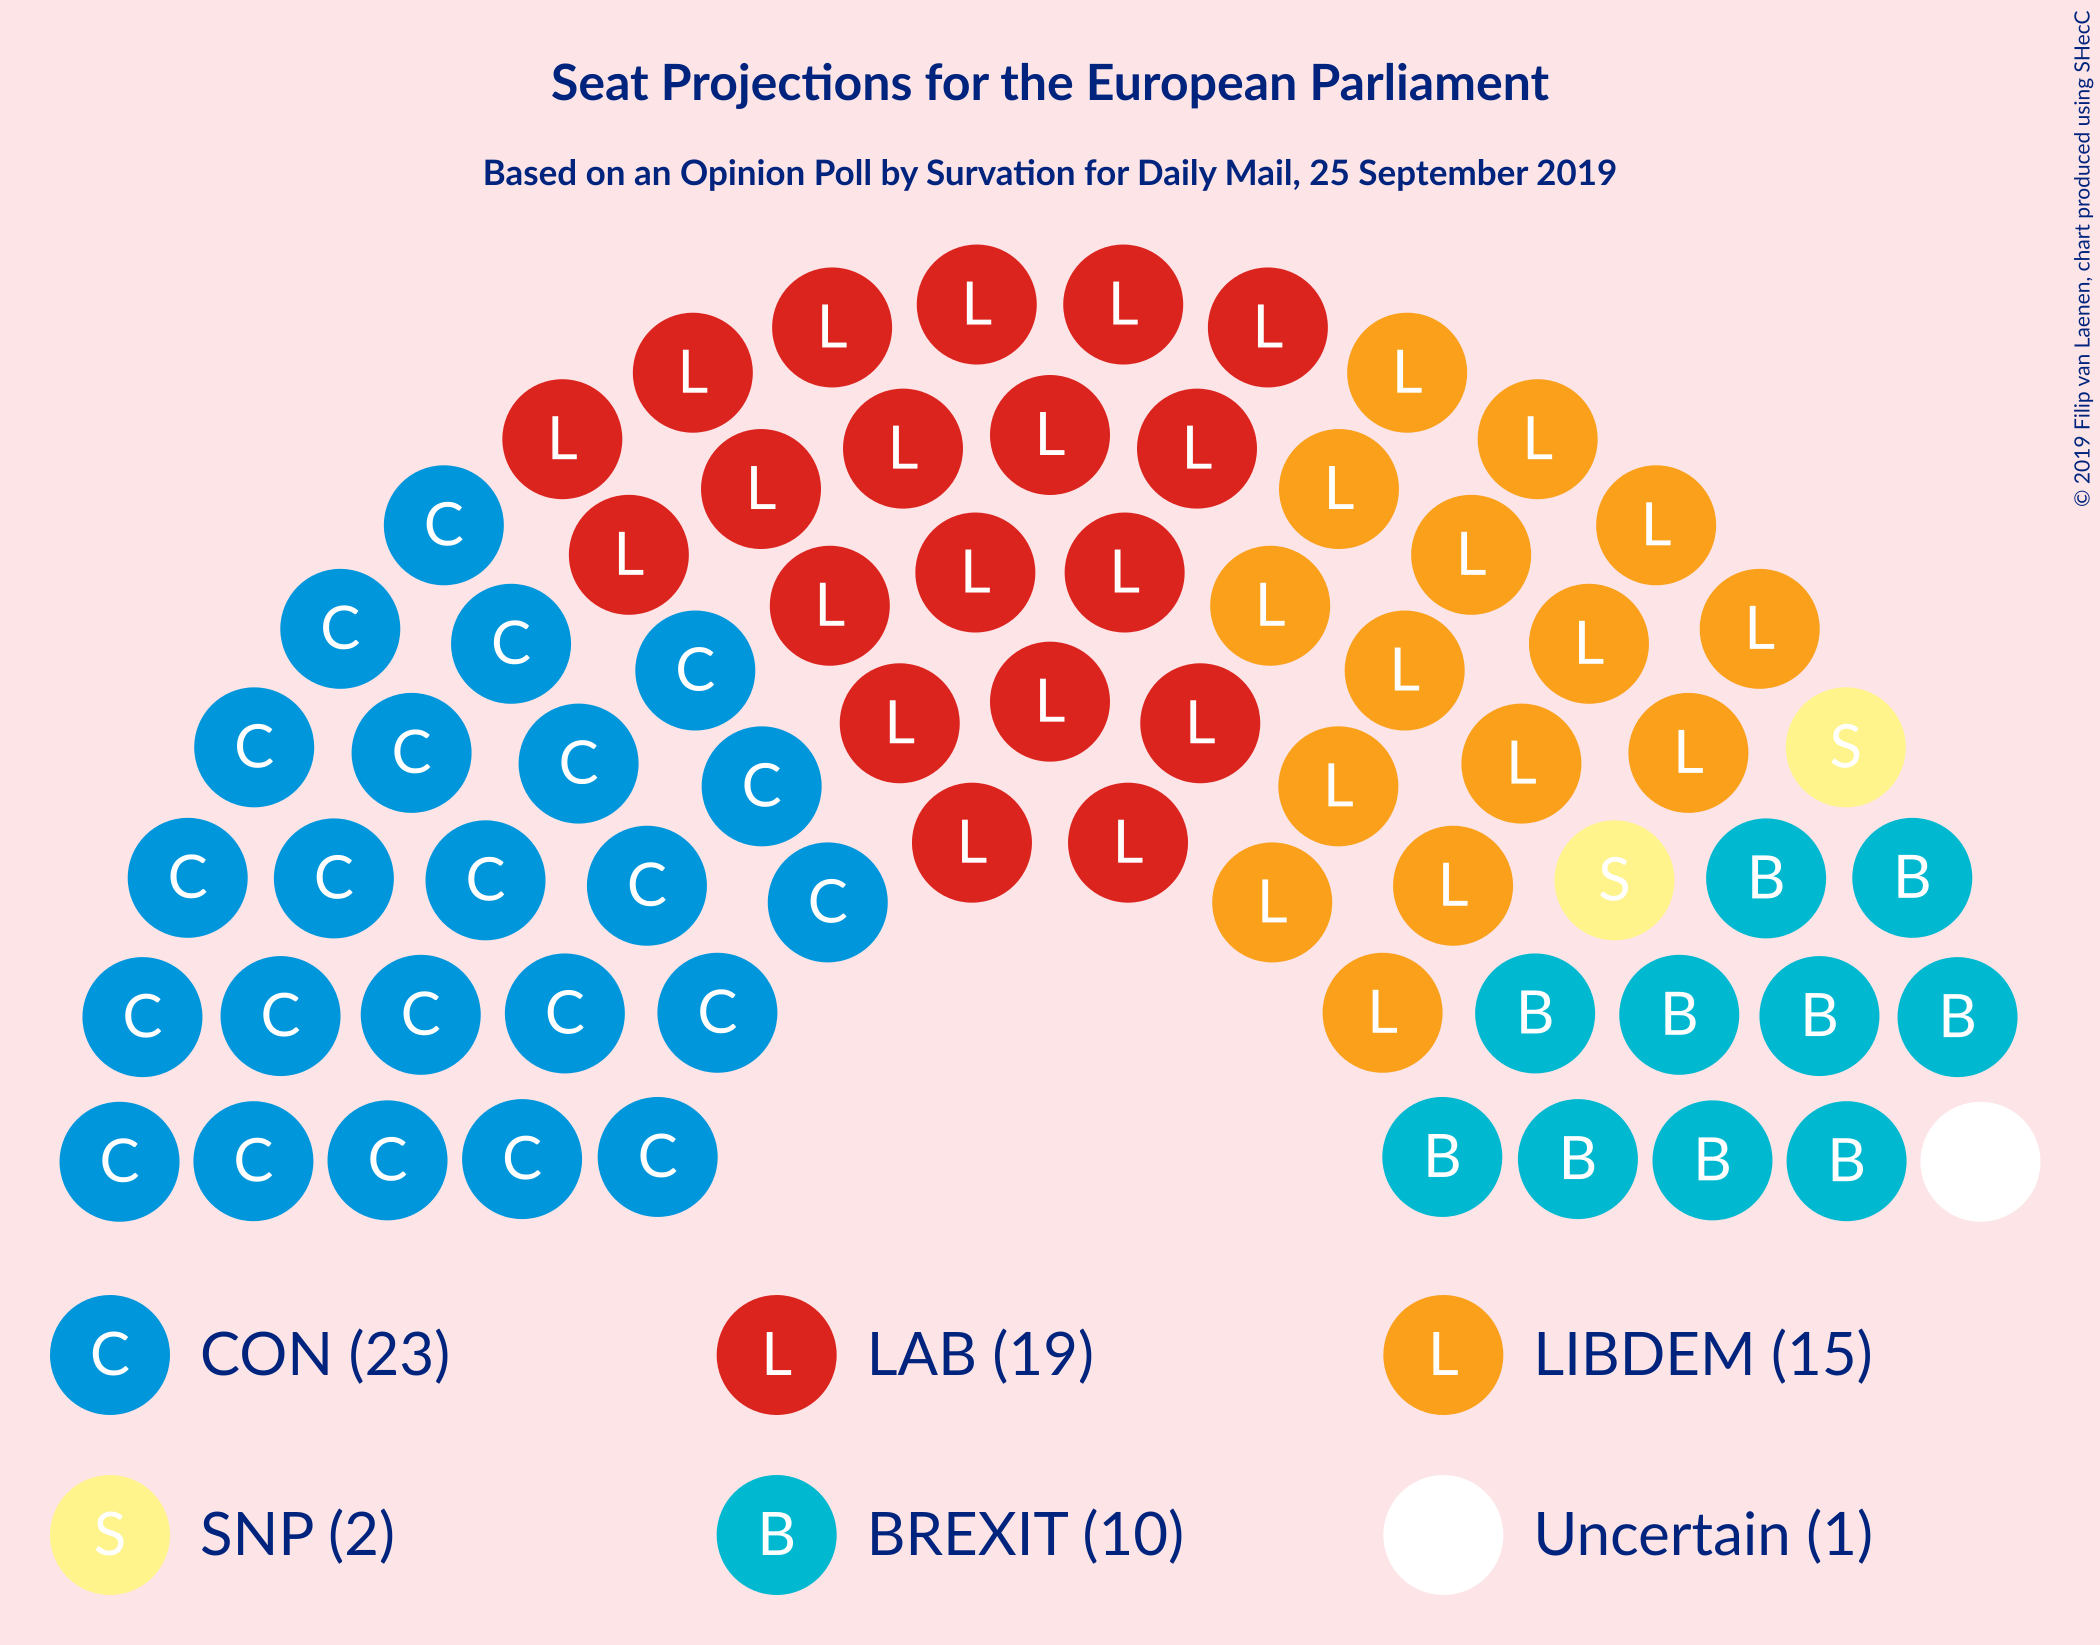 Seat Projections for the European Parliament
Based on an Opinion Poll by Survation for Daily Mail, 25 September 2019
© 2019 Filip van Laenen, chart produced using SHecC
L L L L
L L
L L L
L L
C L L
L L L
L L L
C C L L
C L L L
C C C L L S
C L
L L L
C C C C L S B B
C L L
L L
C C C C C L B B B B
C C C C C B B B B
C CON (23) L LAB (19) L LIBDEM (15)
S SNP (2) B BREXIT (10) Uncertain (1)